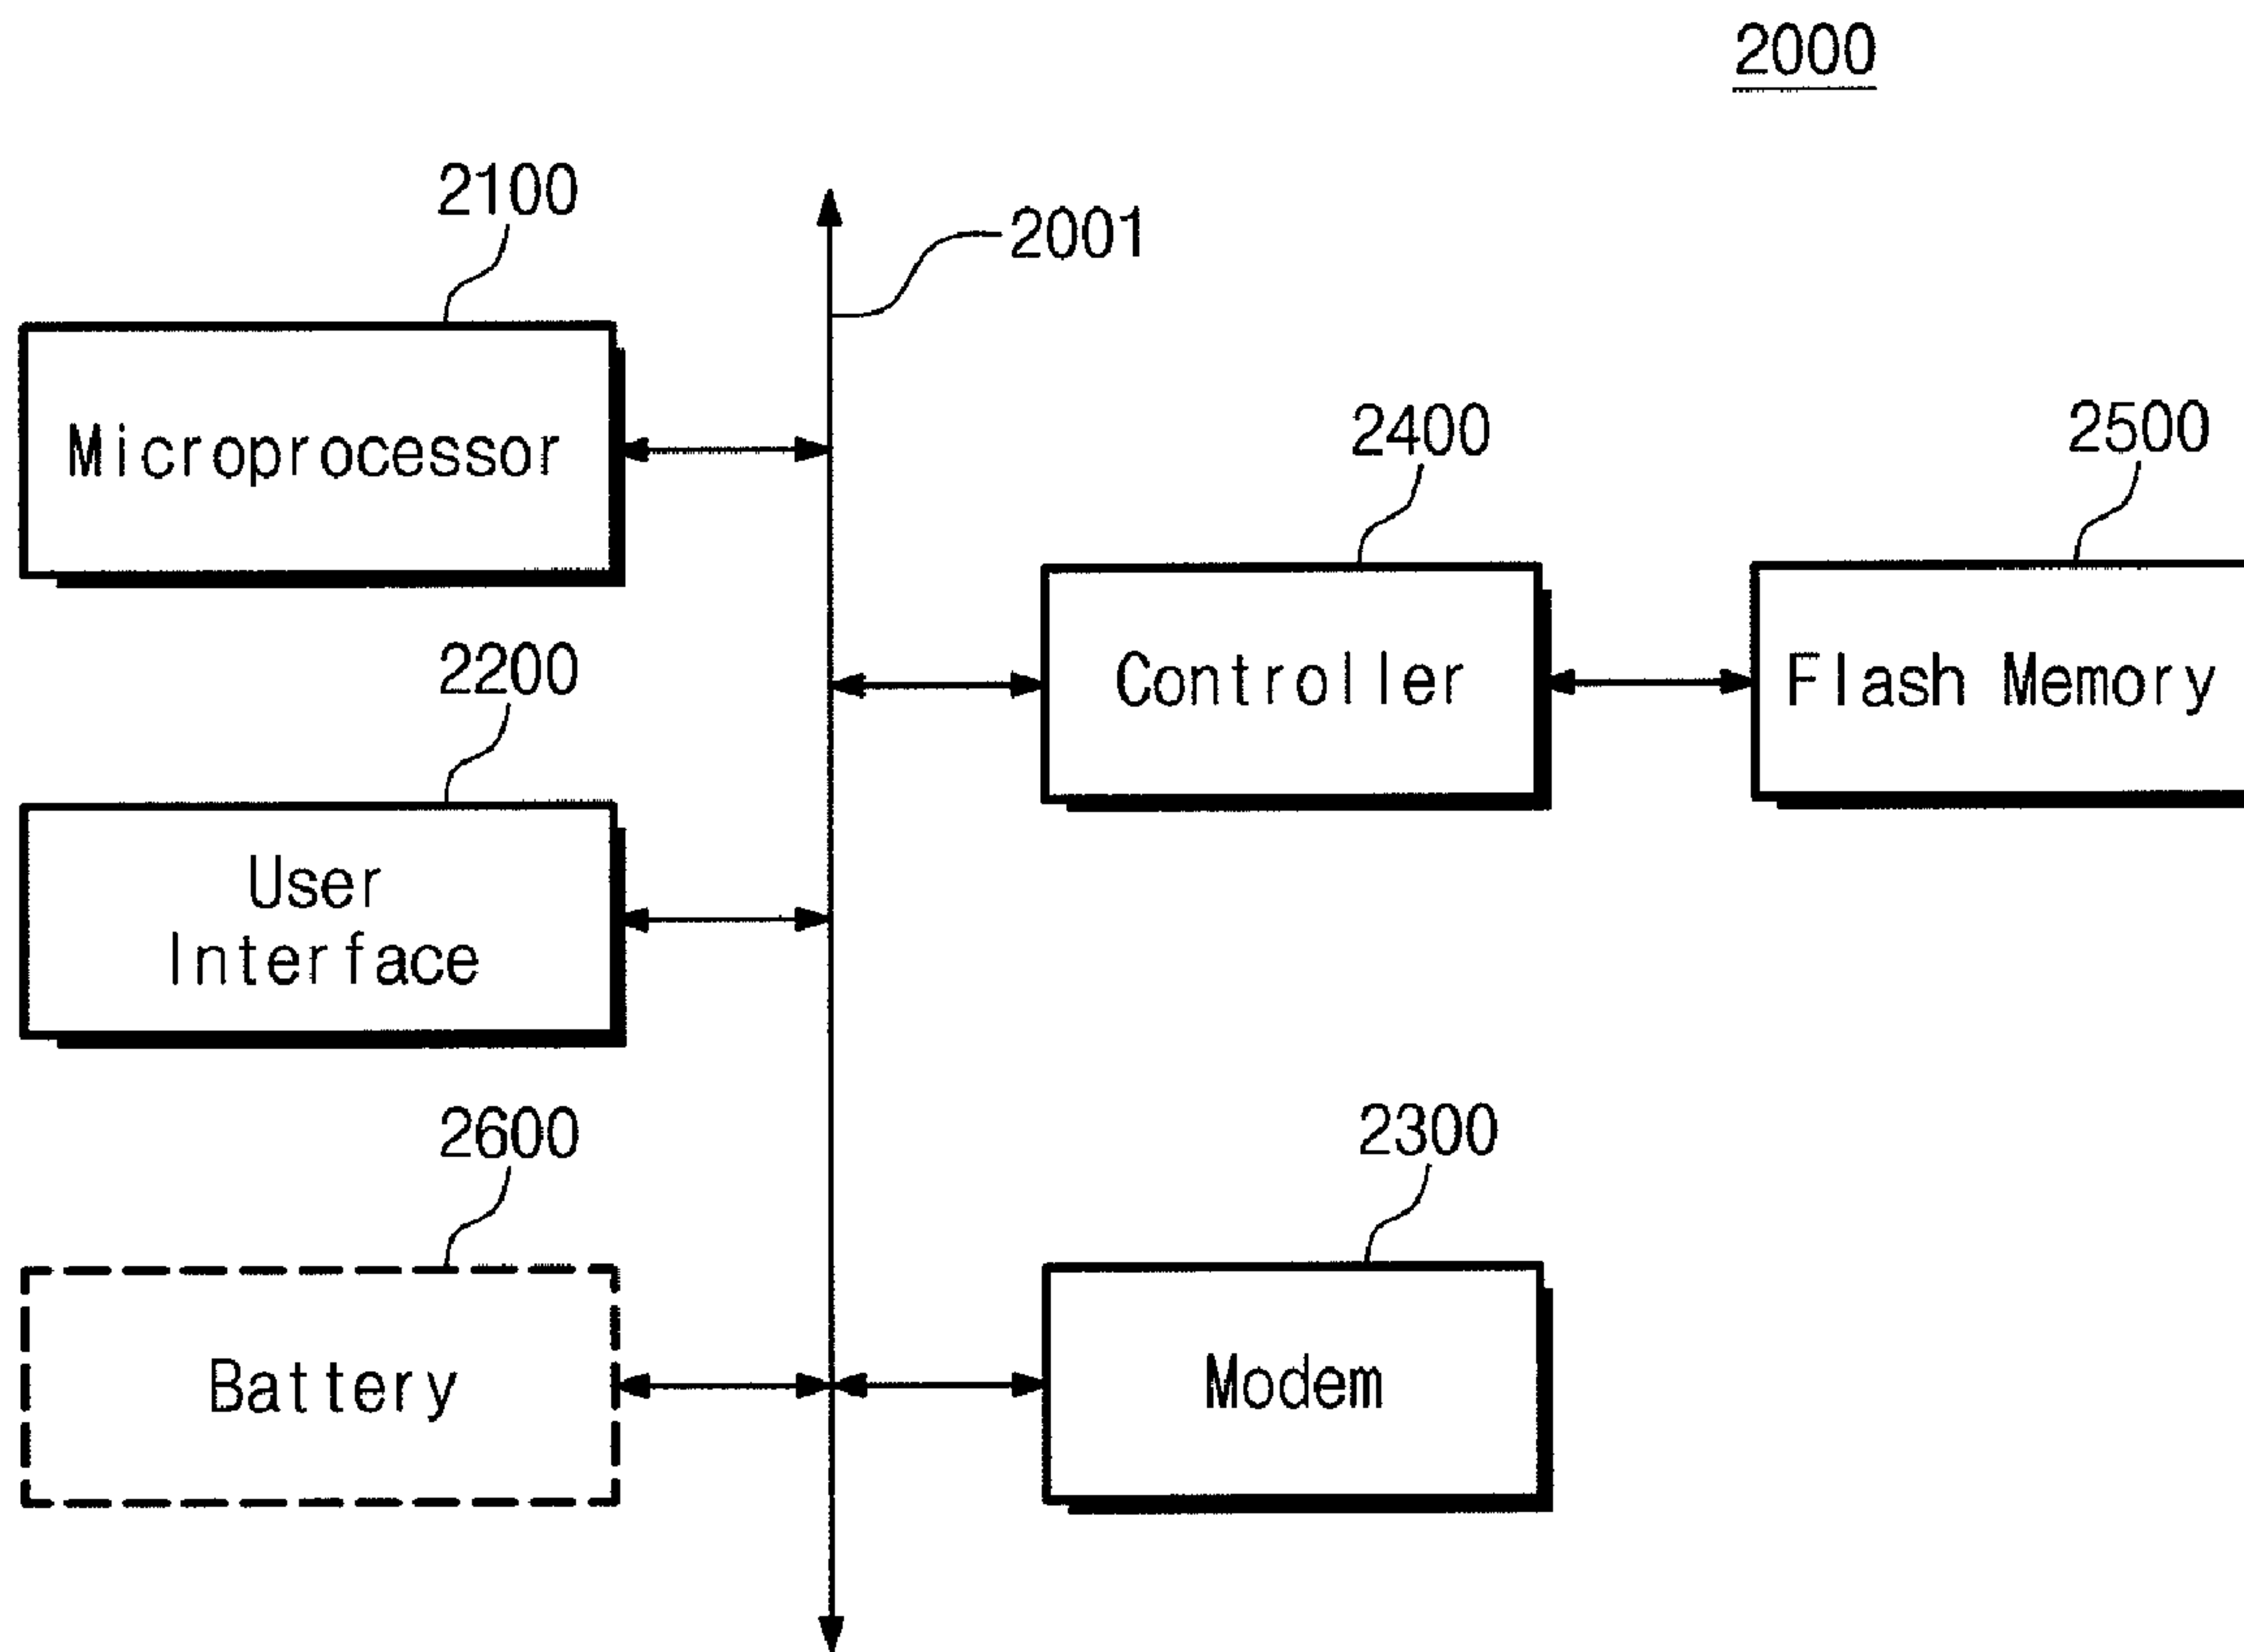 2000
2100
2001
Microprocessor
2400
2500
Controller
Flash Memory
2200
User
Interface
2600
2300
Battery
Modem